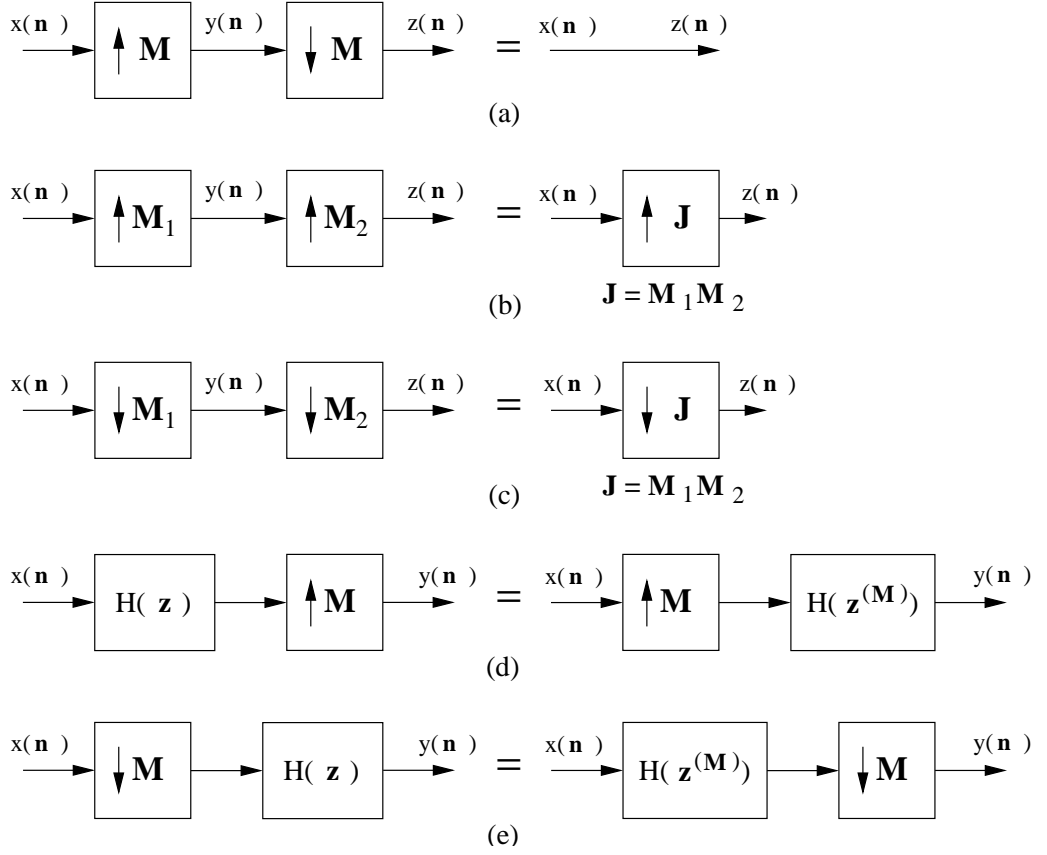 x(n) ↑ M y(n) ↓ M z(n) = x(n) z(n)
(a)
x(n) ↑ M1 y(n) ↑ M2 z(n) = x(n) ↑ J z(n)
(b) J = M1M2
x(n) ↓ M1 y(n) ↓ M2 z(n) = x(n) ↓ J z(n)
(c) J = M1M2
x(n) H(z) ↑ M y(n) = x(n) ↑ M H(z^(M)) y(n)
(d)
x(n) ↓ M H(z) y(n) = x(n) H(z^(M)) ↓ M y(n)
(e)